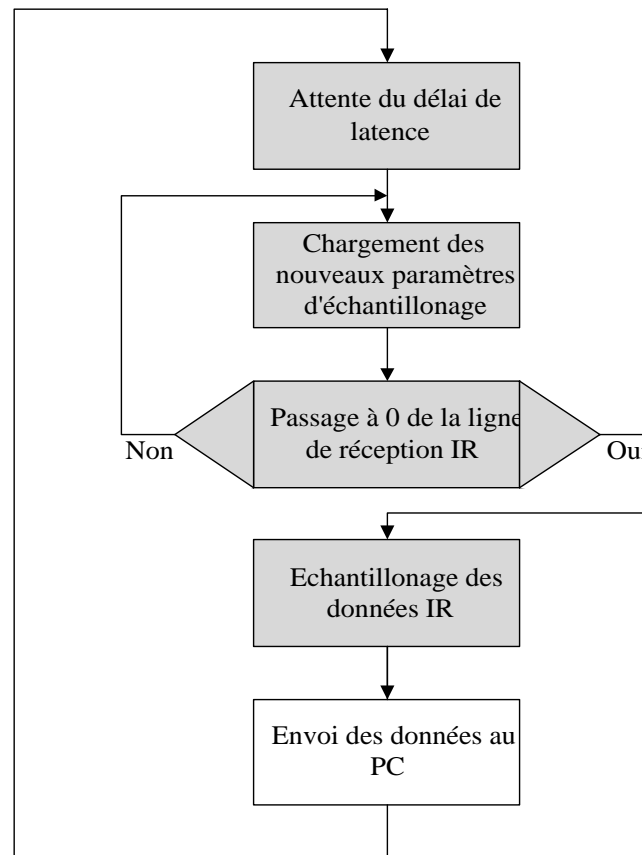 Attente du délai de
latence
Chargement des
nouveaux paramètres
d'échantillonage
Passage à 0 de la ligne
de réception IR
Non
Oui
Echantillonage des
données IR
Envoi des données au
PC